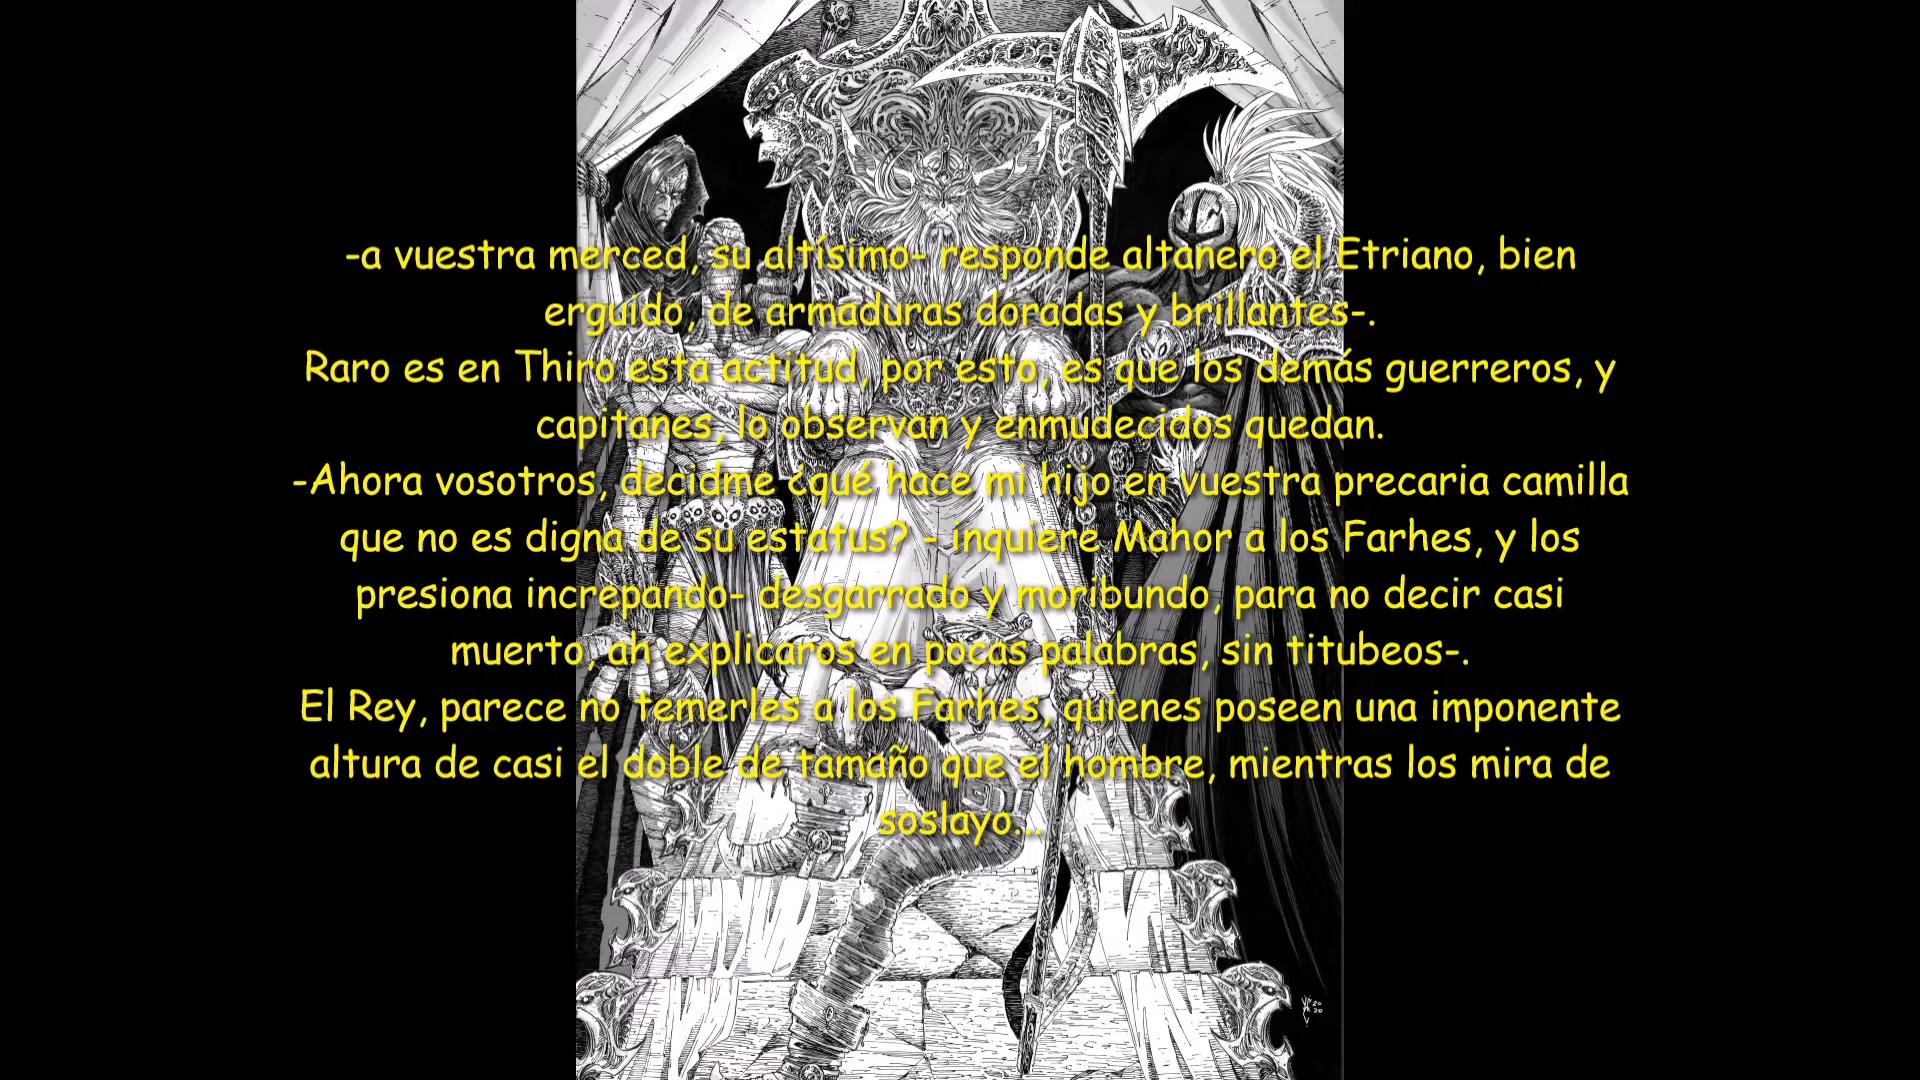 -a vuestra merced, su altísimo- responde altanero el Etriano, bien
erguido, de armaduras doradas y brillantes-.
Raro es en Thiro esta actitud, por esto, es que los demás guerreros, y
capitanes, lo observan y enmudecidos quedan.
-Ahora vosotros, decidme ¿qué hace mi hijo en vuestra precaria camilla
que no es digna de su estatus? - inquiere Mahor a los Farhes, y los
presiona increpando- desgarrado y moribundo, para no decir casi
muerto, ah explicaros en pocas palabras, sin titubeos-.
El Rey, parece no temerles a los Farhes, quienes poseen una imponente
altura de casi el doble de tamaño que el hombre, mientras los mira de
soslayo...